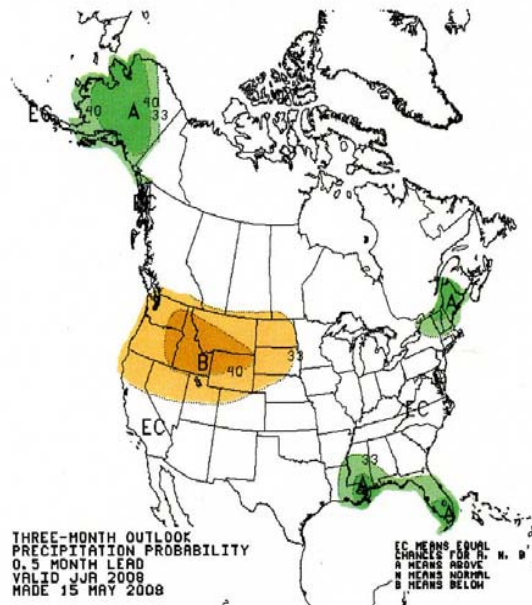 EC
40
A
40
33
EC
A
B
40
33
EC
EC
33
A
A
THREE-MONTH OUTLOOK
PRECIPITATION PROBABILITY
0.5 MONTH LEAD
VALID JJA 2008
MADE 15 MAY 2008
EC MEANS EQUAL
CHANCES FOR A, N, B
A MEANS ABOVE
N MEANS NORMAL
B MEANS BELOW